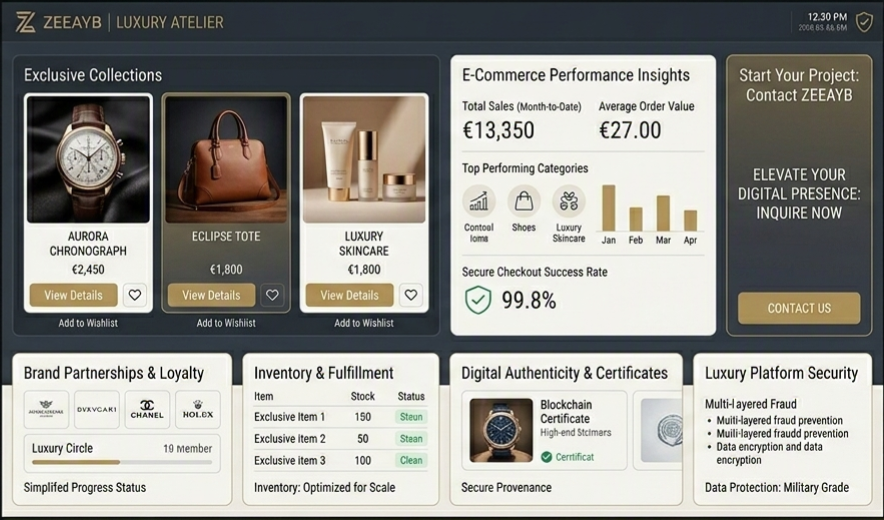 ZEEAYB | LUXURY ATELIER
12.30 PM
Exclusive Collections
AURORA
CHRONOGRAPH
€2,450
View Details
Add to Wishlist
ECLIPSE TOTE
€1,800
View Details
Add to Wishlist
LUXURY
SKINCARE
€1,800
View Details
Add to Wishlist
E-Commerce Performance Insights
Total Sales (Month-to-Date)
€13,350
Average Order Value
€27.00
Top Performing Categories
Contoal
Ioms
Shoes
Luxury
Skincare
Jan Feb Mar Apr
Secure Checkout Success Rate
99.8%
Start Your Project:
Contact ZEEAYB
ELEVATE YOUR
DIGITAL PRESENCE:
INQUIRE NOW
CONTACT US
Brand Partnerships & Loyalty
DVXVCAKI
CHANEL
HOLEX
Luxury Circle
19 Member
Simplifed Progress Status
Inventory & Fulfillment
Item Stock Status
Exclusive Item 1 150 Steun
Exclusive Item 2 50 Stean
Exclusive Item 3 100 Clean
Inventory: Optimized for Scale
Digital Authenticity & Certificates
Blockchain
Certificate
High-end Stclmars
Cerrtificat
Secure Provenance
Luxury Platform Security
Multi-layered Fraud
• Muiti-layered fraud prevention
• Muili-layered fraudd prevention
• Data encryption and data
encryption
Data Protection: Military Grade